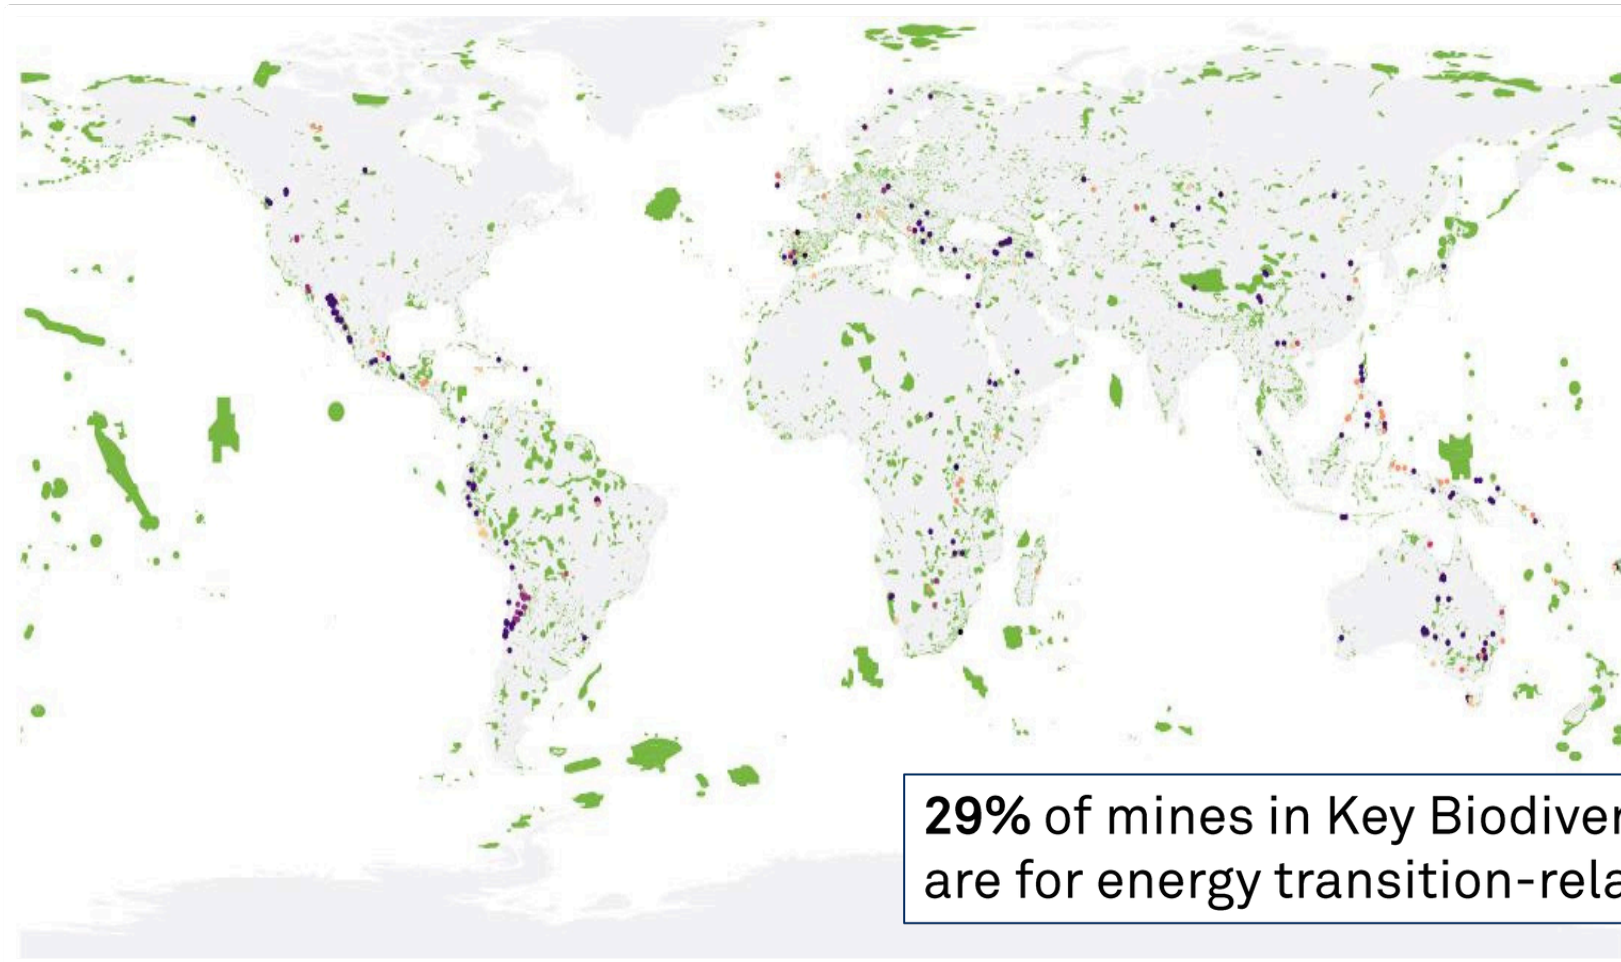 29% of mines in Key Biodiver
are for energy transition-rela